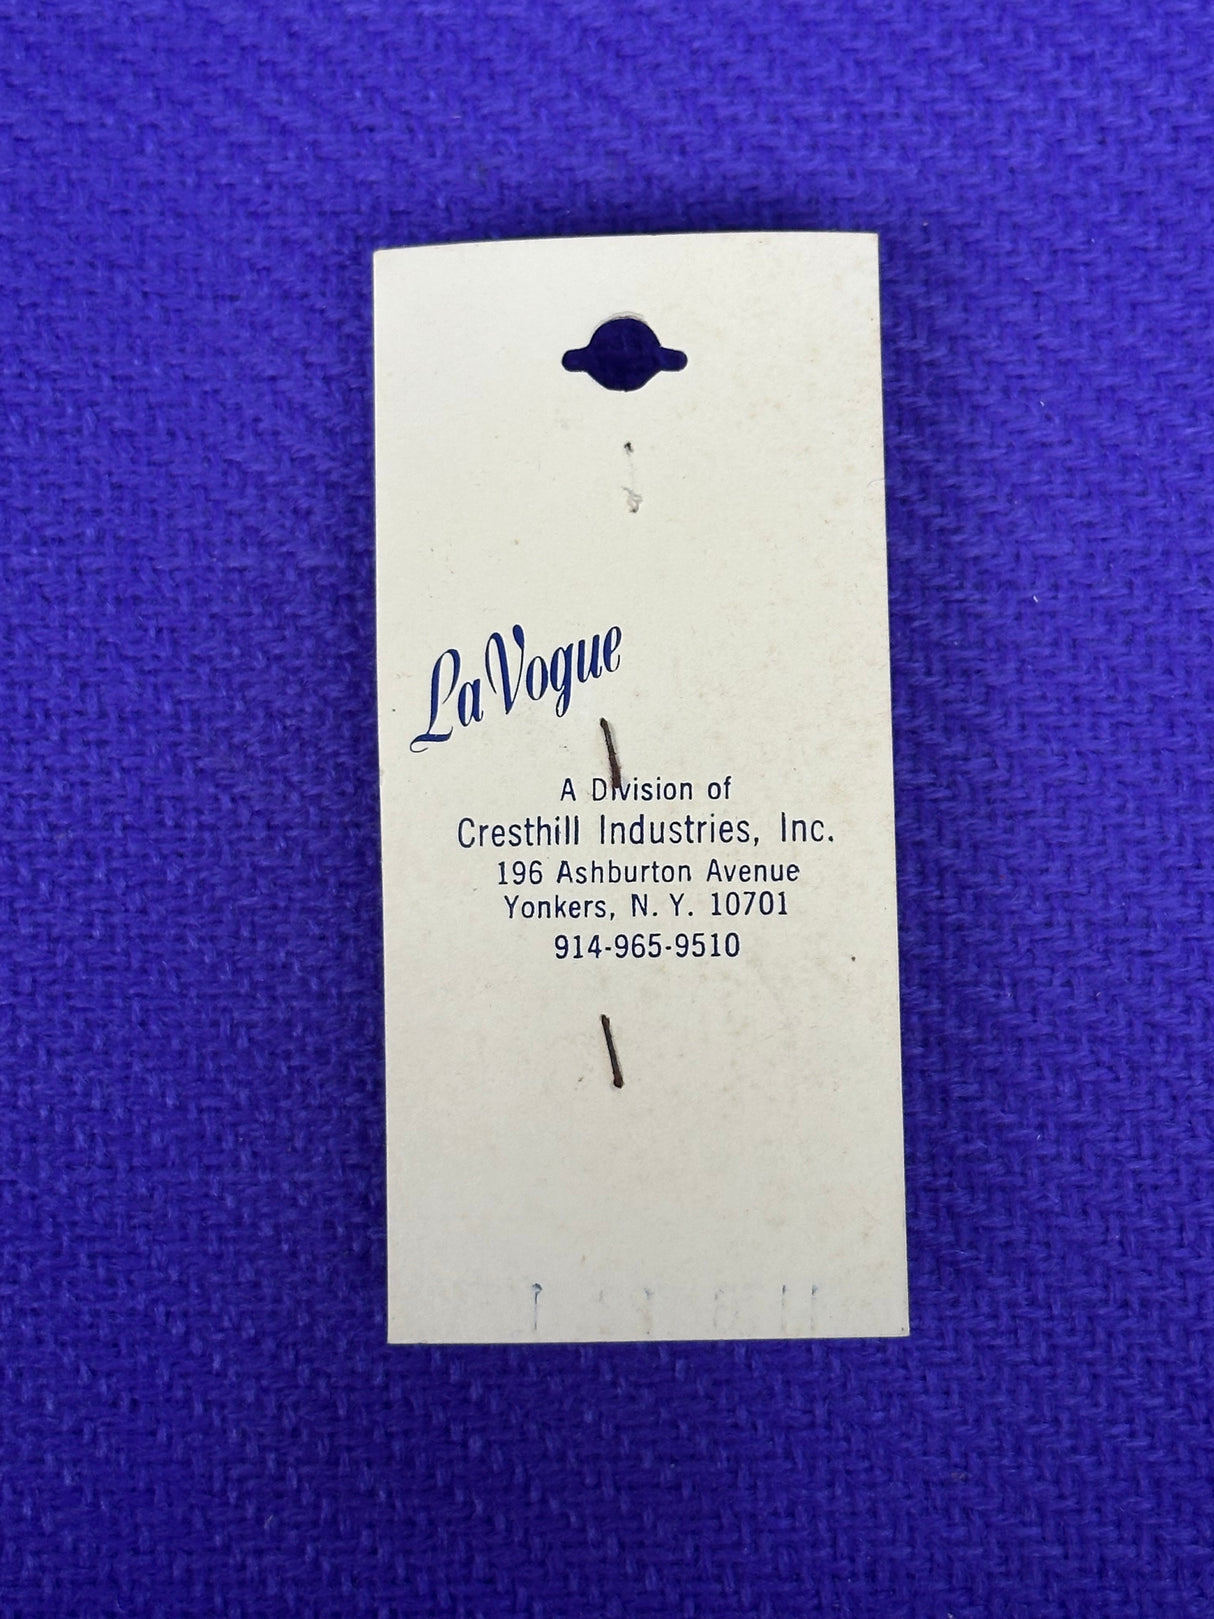 La Vogue
A Division of
Cresthill Industries, Inc.
196 Ashburton Avenue
Yonkers, N. Y. 10701
914-965-9510